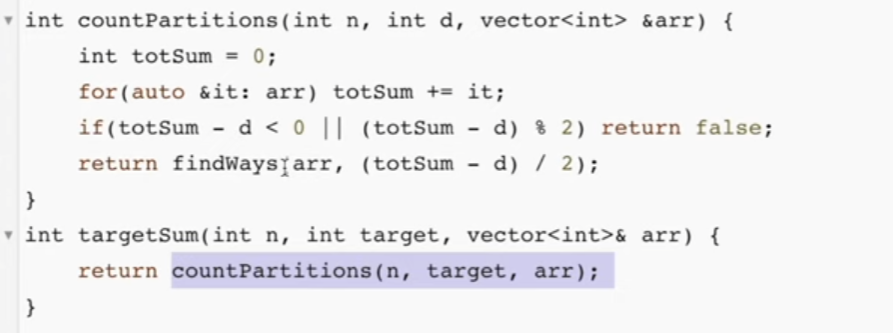 int countPartitions(int n, int d, vector<int> &arr) {
int totSum = 0;
for(auto &it: arr) totSum += it;
if(totSum - d < 0 || (totSum - d) % 2) return false;
return findWays(arr, (totSum - d) / 2);
}
int targetSum(int n, int target, vector<int>& arr) {
return countPartitions(n, target, arr);
}